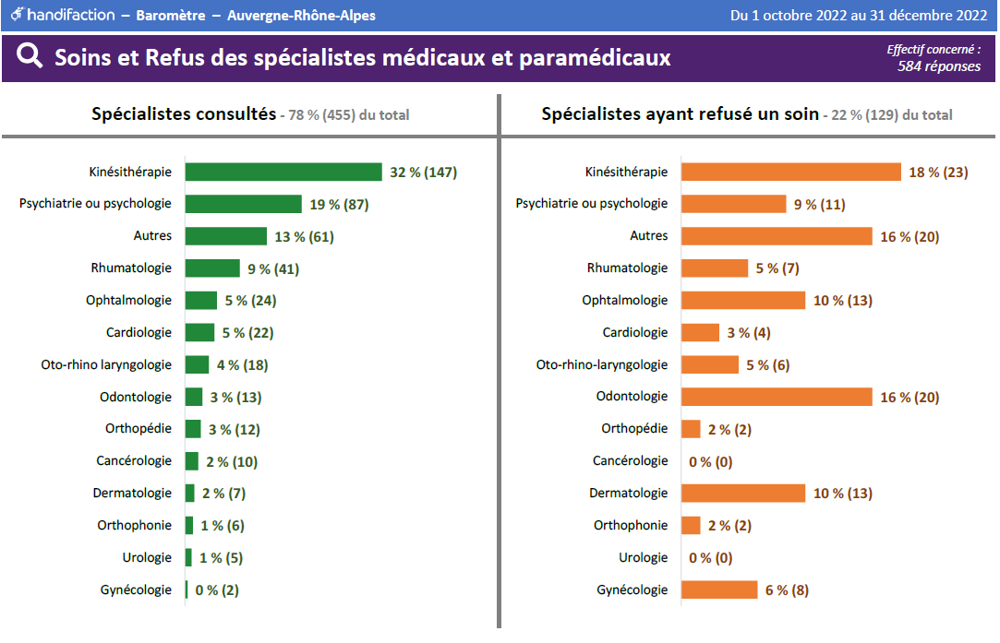 handifaction – Baromètre – Auvergne-Rhône-Alpes
Du 1 octobre 2022 au 31 décembre 2022
Soins et Refus des spécialistes médicaux et paramédicaux
Effectif concerné :
584 réponses
Spécialistes consultés - 78 % (455) du total
Kinésithérapie 32 % (147)
Psychiatrie ou psychologie 19 % (87)
Autres 13 % (61)
Rhumatologie 9 % (41)
Ophtalmologie 5 % (24)
Cardiologie 5 % (22)
Oto-rhino laryngologie 4 % (18)
Odontologie 3 % (13)
Orthopédie 3 % (12)
Cancérologie 2 % (10)
Dermatologie 2 % (7)
Orthophonie 1 % (6)
Urologie 1 % (5)
Gynécologie 0 % (2)
Spécialistes ayant refusé un soin - 22 % (129) du total
Kinésithérapie 18 % (23)
Psychiatrie ou psychologie 9 % (11)
Autres 16 % (20)
Rhumatologie 5 % (7)
Ophtalmologie 10 % (13)
Cardiologie 3 % (4)
Oto-rhino-laryngologie 5 % (6)
Odontologie 16 % (20)
Orthopédie 2 % (2)
Cancérologie 0 % (0)
Dermatologie 10 % (13)
Orthophonie 2 % (2)
Urologie 0 % (0)
Gynécologie 6 % (8)